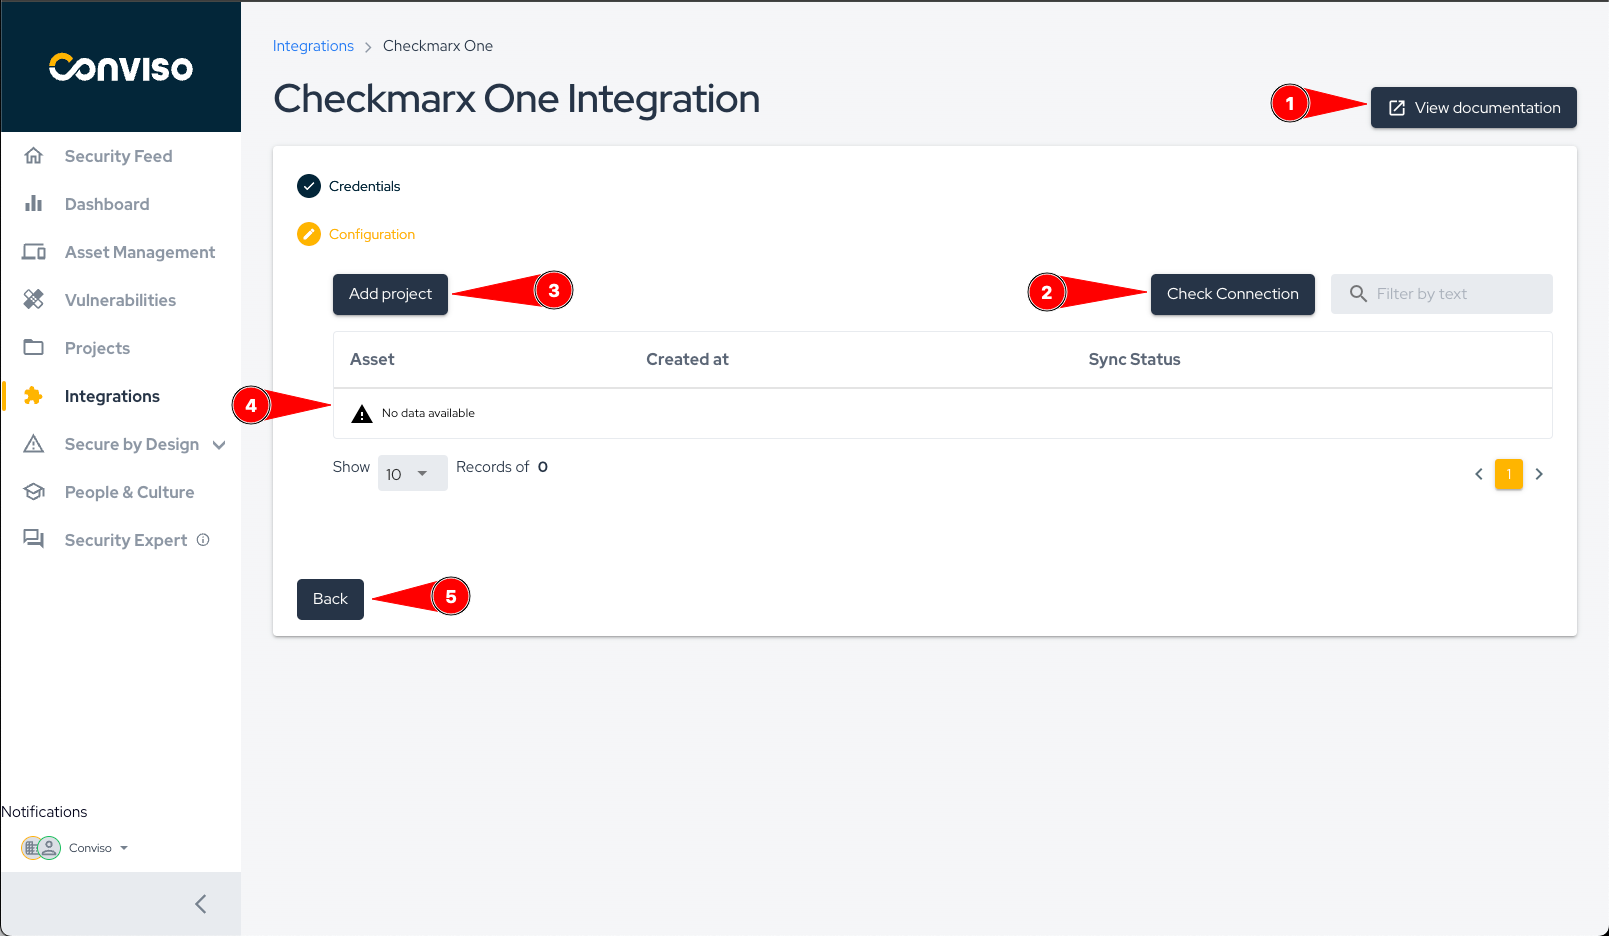 Conviso
Security Feed
Dashboard
Asset Management
Vulnerabilities
Projects
Integrations
Secure by Design
People & Culture
Security Expert
Notifications
Conviso
Integrations > Checkmarx One
Checkmarx One Integration
1
View documentation
Credentials
Configuration
Add project
3
2
Check Connection
Filter by text
Asset Created at Sync Status
4
No data available
Show 10 Records of 0
1
Back
5